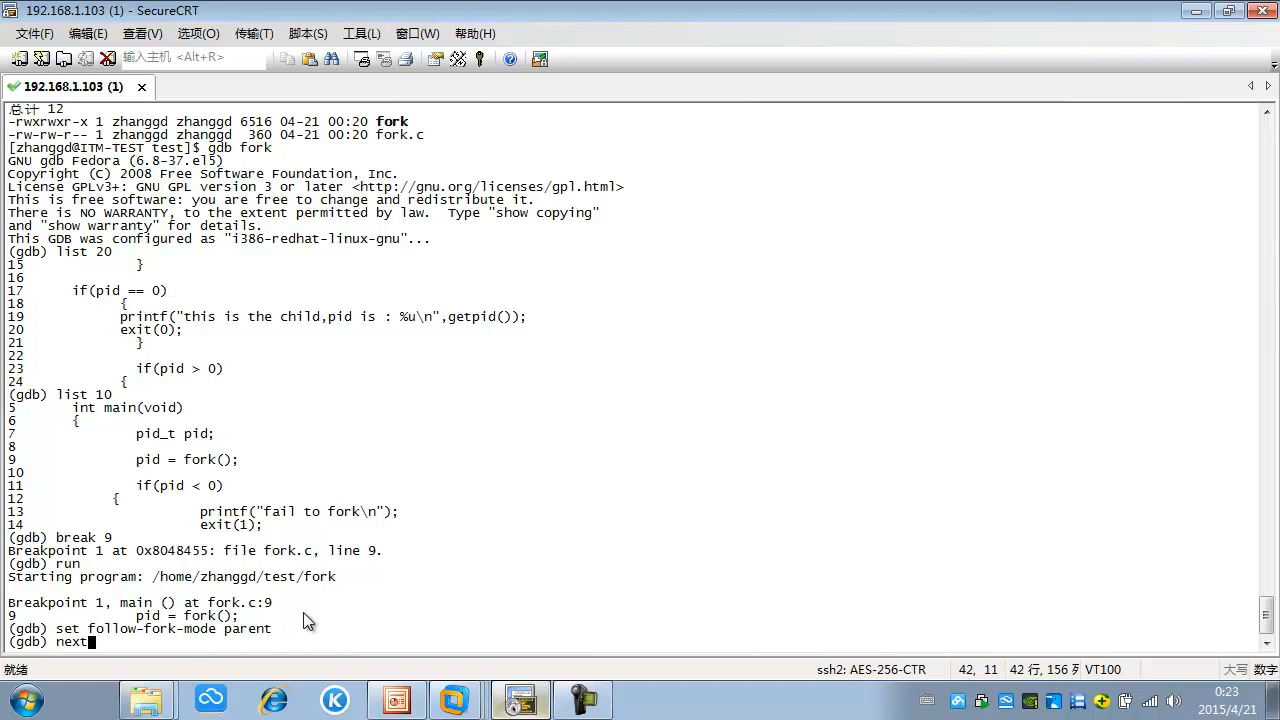 192.168.1.103 (1) - SecureCRT
文件(F) 编辑(E) 查看(V) 选项(O) 传输(T) 脚本(S) 工具(L) 窗口(W) 帮助(H)
输入主机 <Alt+R>
192.168.1.103 (1)
总计 12
-rwxrwxr-x 1 zhanggd zhanggd 6516 04-21 00:20 fork
-rw-rw-r-- 1 zhanggd zhanggd  360 04-21 00:20 fork.c
[zhanggd@ITM-TEST test]$ gdb fork
GNU gdb Fedora (6.8-37.el5)
Copyright (C) 2008 Free Software Foundation, Inc.
License GPLv3+: GNU GPL version 3 or later <http://gnu.org/licenses/gpl.html>
This is free software: you are free to change and redistribute it.
There is NO WARRANTY, to the extent permitted by law.  Type "show copying"
and "show warranty" for details.
This GDB was configured as "i386-redhat-linux-gnu"...
(gdb) list 20
15 }
16
17 if(pid == 0)
18 {
19 printf("this is the child,pid is : %u\n",getpid());
20 exit(0);
21 }
22
23 if(pid > 0)
24 {
(gdb) list 10
5 int main(void)
6 {
7 pid_t pid;
8
9 pid = fork();
10
11 if(pid < 0)
12 {
13 printf("fail to fork\n");
14 exit(1);
(gdb) break 9
Breakpoint 1 at 0x8048455: file fork.c, line 9.
(gdb) run
Starting program: /home/zhanggd/test/fork
Breakpoint 1, main () at fork.c:9
9 pid = fork();
(gdb) set follow-fork-mode parent
(gdb) next
就绪 ssh2: AES-256-CTR 42, 11 42 行, 156 列 VT100 大写 数字
0:23
2015/4/21